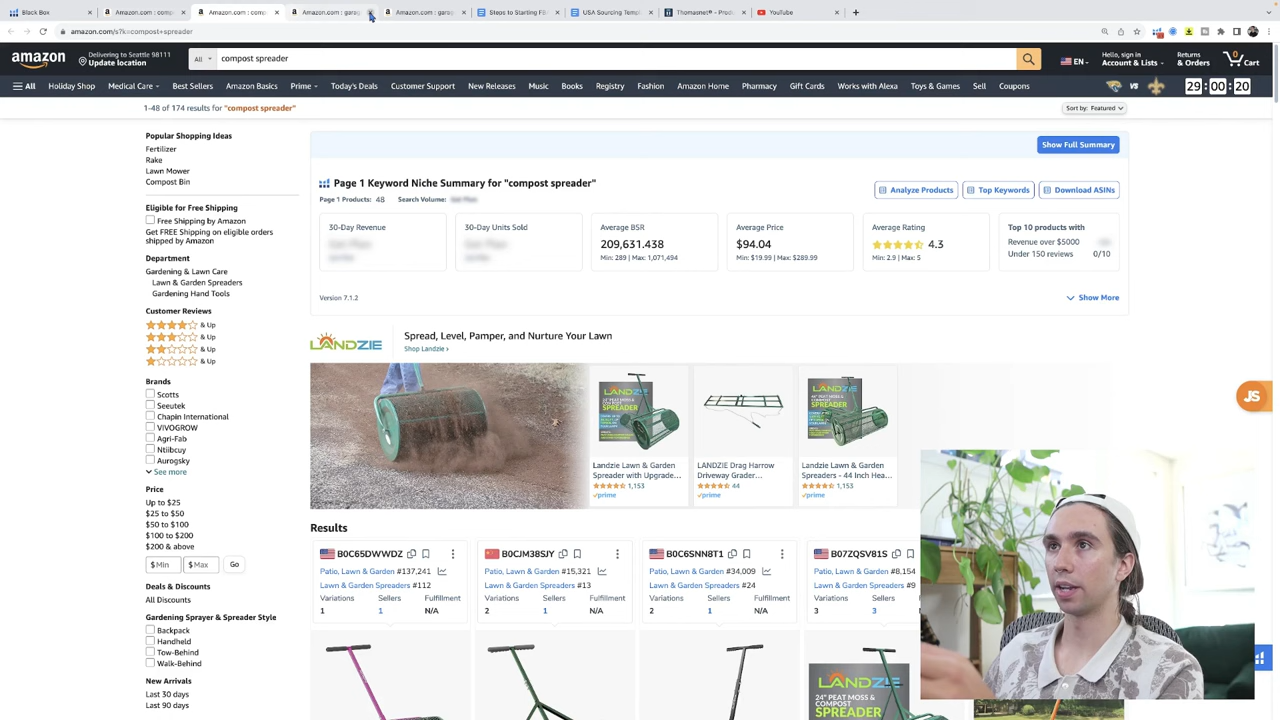 Black Box
Amazon.com : comp
Amazon.com : comp
Amazon.com : garag
Amazon.com : garag
Steps to Starting FB
USA Sourcing Temp
Thomasnet® - Prod
YouTube
amazon.com/s?k=compost+spreader
amazon
Delivering to Seattle 98111
Update location
All
compost spreader
EN
Hello, sign in
Account & Lists
Returns
& Orders
0
Cart
All
Holiday Shop
Medical Care
Best Sellers
Amazon Basics
Prime
Today's Deals
Customer Support
New Releases
Music
Books
Registry
Fashion
Amazon Home
Pharmacy
Gift Cards
Works with Alexa
Toys & Games
Sell
Coupons
VS
29:00:20
1-48 of 174 results for "compost spreader"
Sort by: Featured
Popular Shopping Ideas
Fertilizer
Rake
Lawn Mower
Compost Bin
Eligible for Free Shipping
Free Shipping by Amazon
Get FREE Shipping on eligible orders
shipped by Amazon
Department
Gardening & Lawn Care
Lawn & Garden Spreaders
Gardening Hand Tools
Customer Reviews
& Up
& Up
& Up
& Up
Brands
Scotts
Seeutek
Chapin International
VIVOGROW
Agri-Fab
Ntiibcuy
Aurogsky
See more
Price
Up to $25
$25 to $50
$50 to $100
$100 to $200
$200 & above
$ Min
$ Max
Go
Deals & Discounts
All Discounts
Gardening Sprayer & Spreader Style
Backpack
Handheld
Tow-Behind
Walk-Behind
New Arrivals
Last 30 days
Last 90 days
Show Full Summary
Page 1 Keyword Niche Summary for "compost spreader"
Page 1 Products: 48
Search Volume:
Analyze Products
Top Keywords
Download ASINs
30-Day Revenue
30-Day Units Sold
Average BSR
209,631.438
Min: 289 | Max: 1,071,494
Average Price
$94.04
Min: $19.99 | Max: $289.99
Average Rating
4.3
Min: 2.9 | Max: 5
Top 10 products with
Revenue over $5000
Under 150 reviews 0/10
Version 7.1.2
Show More
LANDZIE
Spread, Level, Pamper, and Nurture Your Lawn
Shop Landzie ›
LANDZIE
COMPOST
SPREADER
LANDZIE
COMPOST
SPREADER
Landzie Lawn & Garden
Spreader with Upgrade...
1,153
prime
LANDZIE Drag Harrow
Driveway Grader...
44
prime
Landzie Lawn & Garden
Spreaders - 44 Inch Hea...
1,153
prime
JS
Results
B0C65DWWDZ
Patio, Lawn & Garden #137,241
Lawn & Garden Spreaders #112
Variations
1
Sellers
1
Fulfillment
N/A
B0CJM38SJY
Patio, Lawn & Garden #15,321
Lawn & Garden Spreaders #13
Variations
2
Sellers
1
Fulfillment
N/A
B0C6SNN8T1
Patio, Lawn & Garden #34,009
Lawn & Garden Spreaders #24
Variations
2
Sellers
1
Fulfillment
N/A
B07ZQSV81S
Patio, Lawn & Garden #8,154
Lawn & Garden Spreaders #9
Variations
3
Sellers
3
LANDZIE
24" PEAT MOSS &
COMPOST
SPREADER